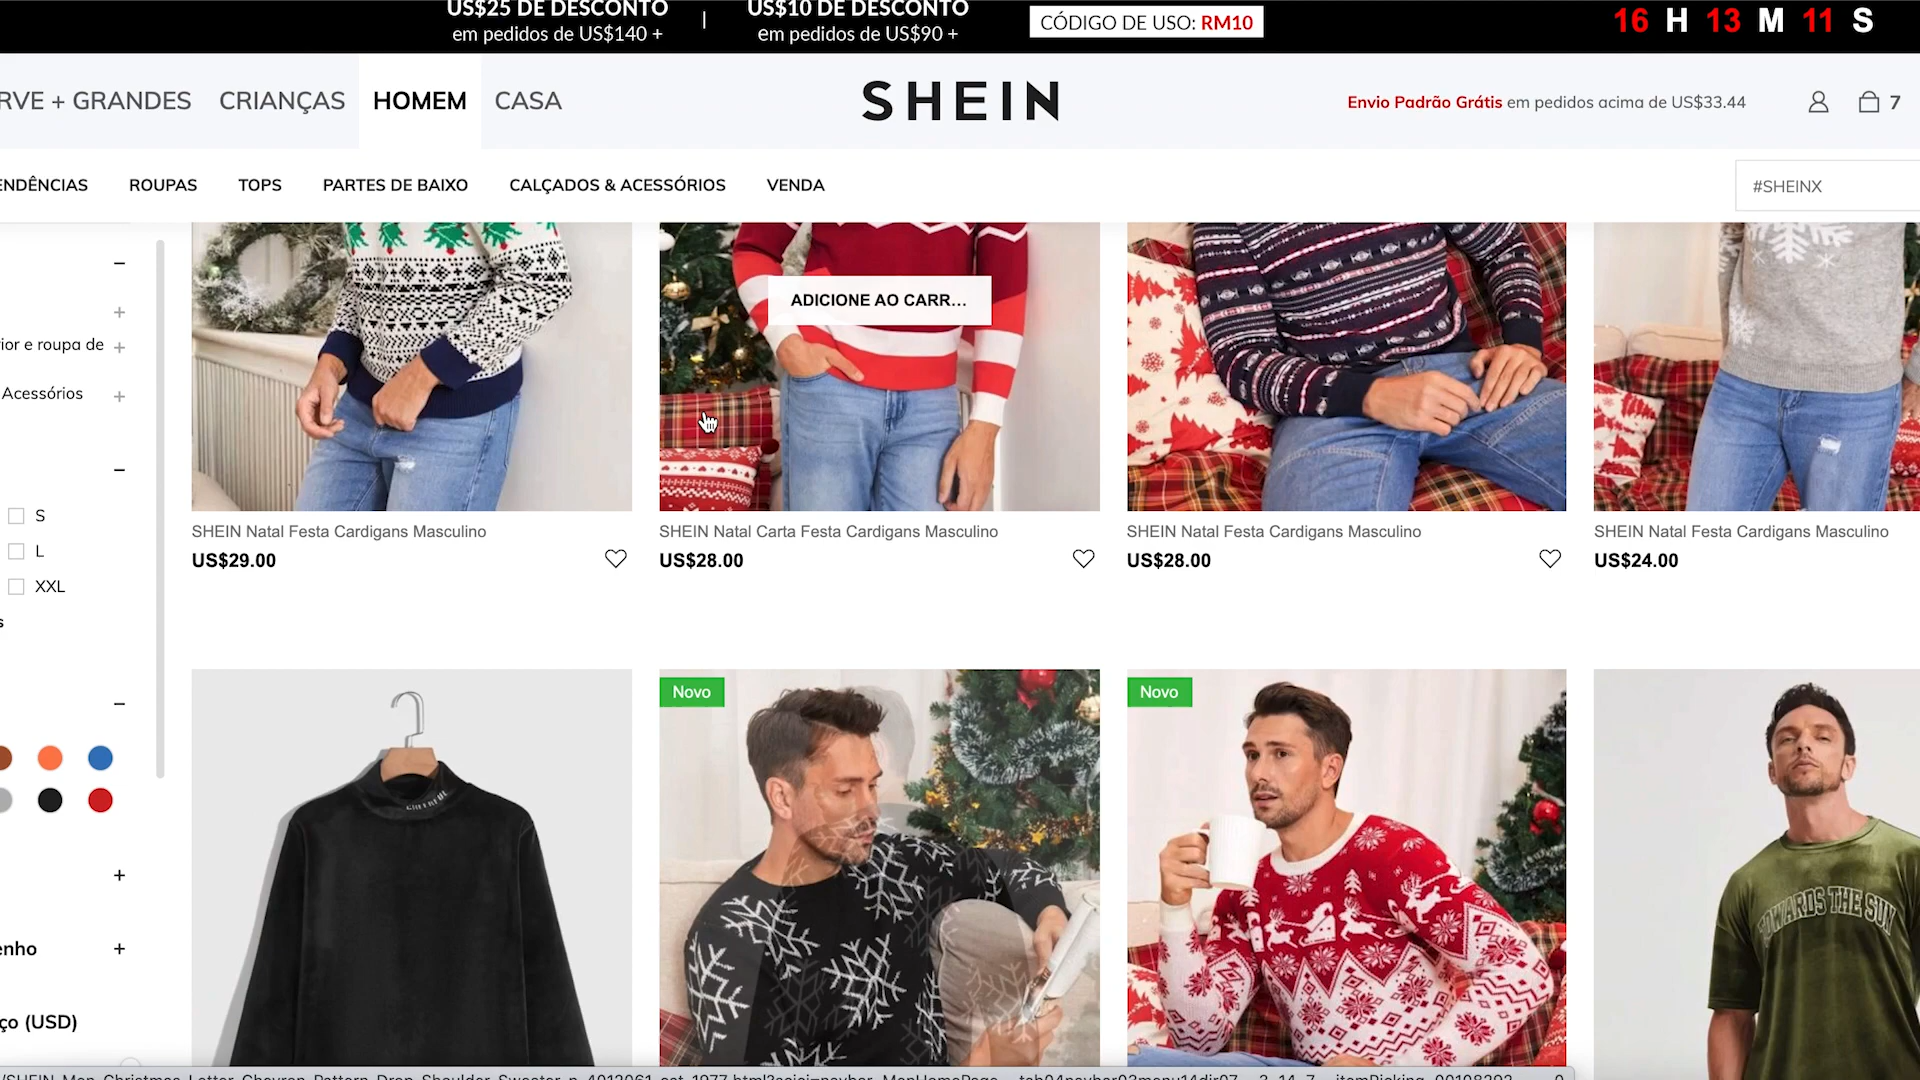 US$25 DE DESCONTO
em pedidos de US$140 +
|
US$10 DE DESCONTO
em pedidos de US$90 +
CÓDIGO DE USO: RM10
16 H 13 M 11 S
RVE + GRANDES
CRIANÇAS
HOMEM
CASA
SHEIN
Envio Padrão Grátis em pedidos acima de US$33.44
7
ENDÊNCIAS
ROUPAS
TOPS
PARTES DE BAIXO
CALÇADOS & ACESSÓRIOS
VENDA
#SHEINX
ior e roupa de
Acessórios
S
L
XXL
s
enho
ço (USD)
ADICIONE AO CARR...
SHEIN Natal Festa Cardigans Masculino
US$29.00
SHEIN Natal Carta Festa Cardigans Masculino
US$28.00
SHEIN Natal Festa Cardigans Masculino
US$28.00
SHEIN Natal Festa Cardigans Masculino
US$24.00
Novo
Novo
TOWARDS THE SUN